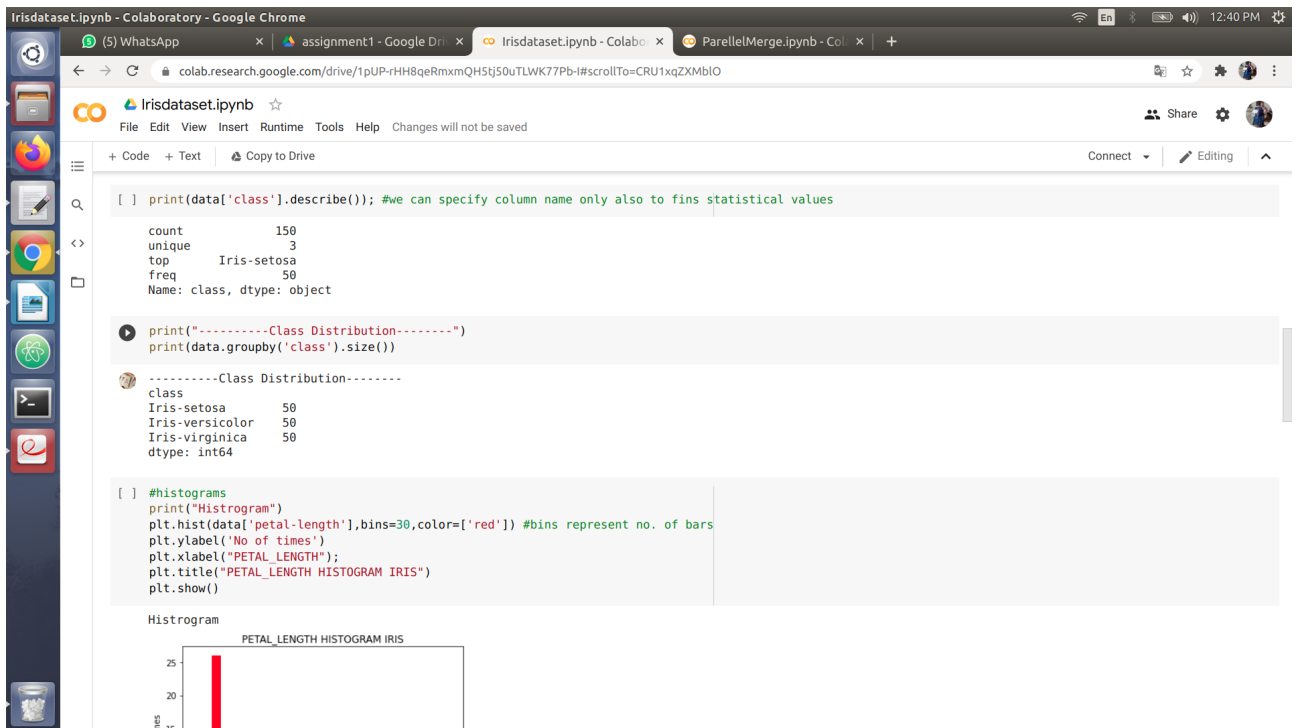 Irisdataset.ipynb - Colaboratory - Google Chrome
En
12:40 PM
(5) WhatsApp
assignment1 - Google Dri
Irisdataset.ipynb - Colabo
ParellelMerge.ipynb - Col
colab.research.google.com/drive/1pUP-rHH8qeRmxmQH5tj50uTLWK77Pb-I#scrollTo=CRU1xqZXMblO
CO
Irisdataset.ipynb
Share
File Edit View Insert Runtime Tools Help Changes will not be saved
+ Code + Text Copy to Drive
Connect
Editing
[ ] print(data['class'].describe()); #we can specify column name only also to fins statistical values
count 150
unique 3
top Iris-setosa
freq 50
Name: class, dtype: object
print("----------Class Distribution--------")
print(data.groupby('class').size())
----------Class Distribution--------
class
Iris-setosa 50
Iris-versicolor 50
Iris-virginica 50
dtype: int64
[ ] #histograms
print("Histrogram")
plt.hist(data['petal-length'],bins=30,color=['red']) #bins represent no. of bars
plt.ylabel('No of times')
plt.xlabel("PETAL_LENGTH");
plt.title("PETAL_LENGTH HISTOGRAM IRIS")
plt.show()
Histrogram
PETAL_LENGTH HISTOGRAM IRIS
25
20